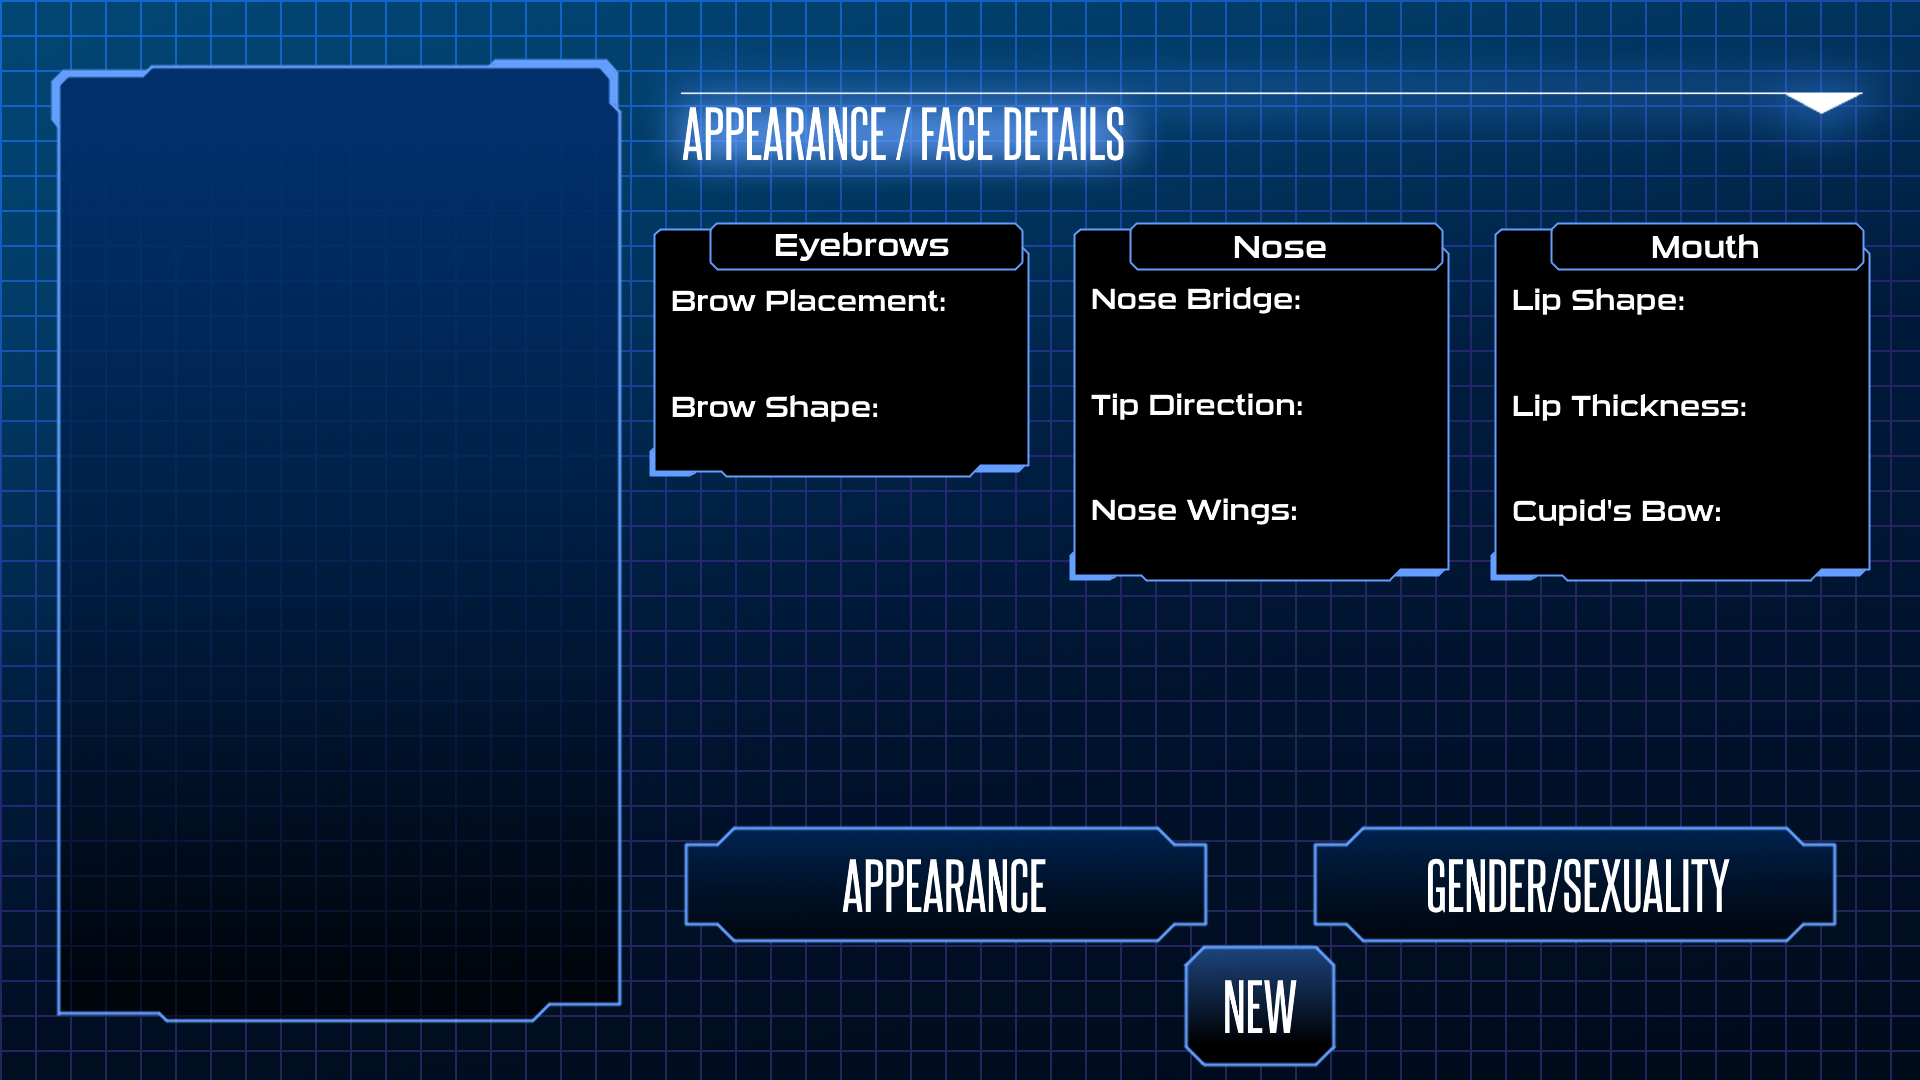 APPEARANCE / FACE DETAILS
Eyebrows
Brow Placement:
Brow Shape:
Nose
Nose Bridge:
Tip Direction:
Nose Wings:
Mouth
Lip Shape:
Lip Thickness:
Cupid's Bow:
APPEARANCE
GENDER/SEXUALITY
NEW